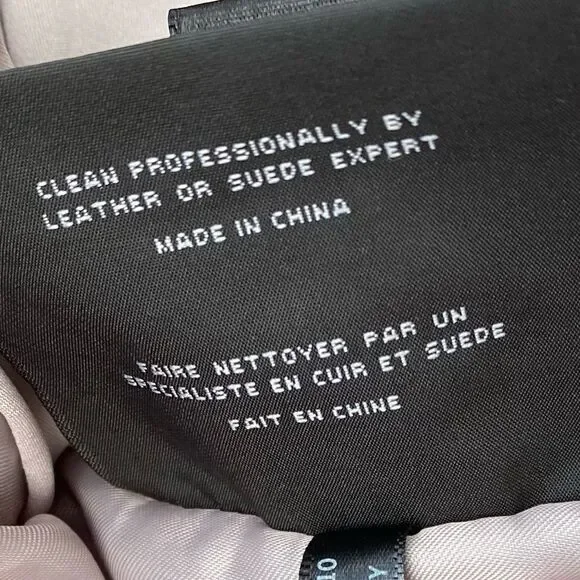 CLEAN PROFESSIONALLY BY
LEATHER OR SUEDE EXPERT
MADE IN CHINA
FAIRE NETTOYER PAR UN
SPECIALISTE EN CUIR ET SUEDE
FAIT EN CHINE
10
Y